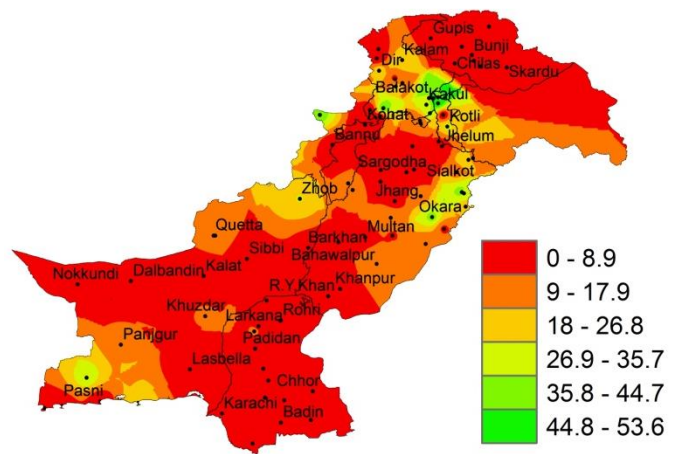 Gupis
Kalam
Bunji
Dir
Chilas
Skardu
Balakot
Kakul
Kohat
Kotli
Bannu
Jhelum
Sargodha
Sialkot
Zhob
Jhang
Okara
Quetta
Multan
Barkhan
Sibbi
Bahawalpur
Nokkundi
Dalbandin
Kalat
Khanpur
R.Y.Khan
Khuzdar
Larkana
Rohri
Panjgur
Padidan
Lasbella
Pasni
Chhor
Karachi
Badin
0 - 8.9
9 - 17.9
18 - 26.8
26.9 - 35.7
35.8 - 44.7
44.8 - 53.6